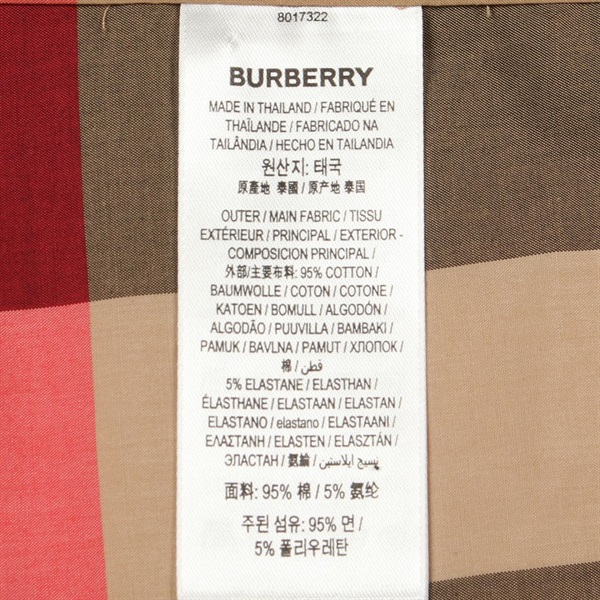 8017322
BURBERRY
MADE IN THAILAND / FABRIQUÉ EN
THAÏLANDE / FABRICADO NA
TAILÂNDIA / HECHO EN TAILANDIA
원산지: 태국
原產地 泰國 / 原产地 泰国
OUTER / MAIN FABRIC / TISSU
EXTÉRIEUR / PRINCIPAL / EXTERIOR -
COMPOSICION PRINCIPAL /
外部/主要布料: 95% COTTON /
BAUMWOLLE / COTON / COTONE /
KATOEN / BOMULL / ALGODÓN /
ALGODÃO / PUUVILLA / BAMBAKI /
PAMUK / BAVLNA / PAMUT / ХЛОПОК /
棉 / قطن /
5% ELASTANE / ELASTHAN /
ÉLASTHANE / ELASTAAN / ELASTAN /
ELASTANO / elastano / ELASTAANI /
ΕΛΑΣΤΑΝΗ / ELASTEN / ELASZTÁN /
ЭЛАСТАН / 氨綸 / نسيج ايلاستين
面料: 95% 棉 / 5% 氨纶
주된 섬유: 95% 면 /
5% 폴리우레탄